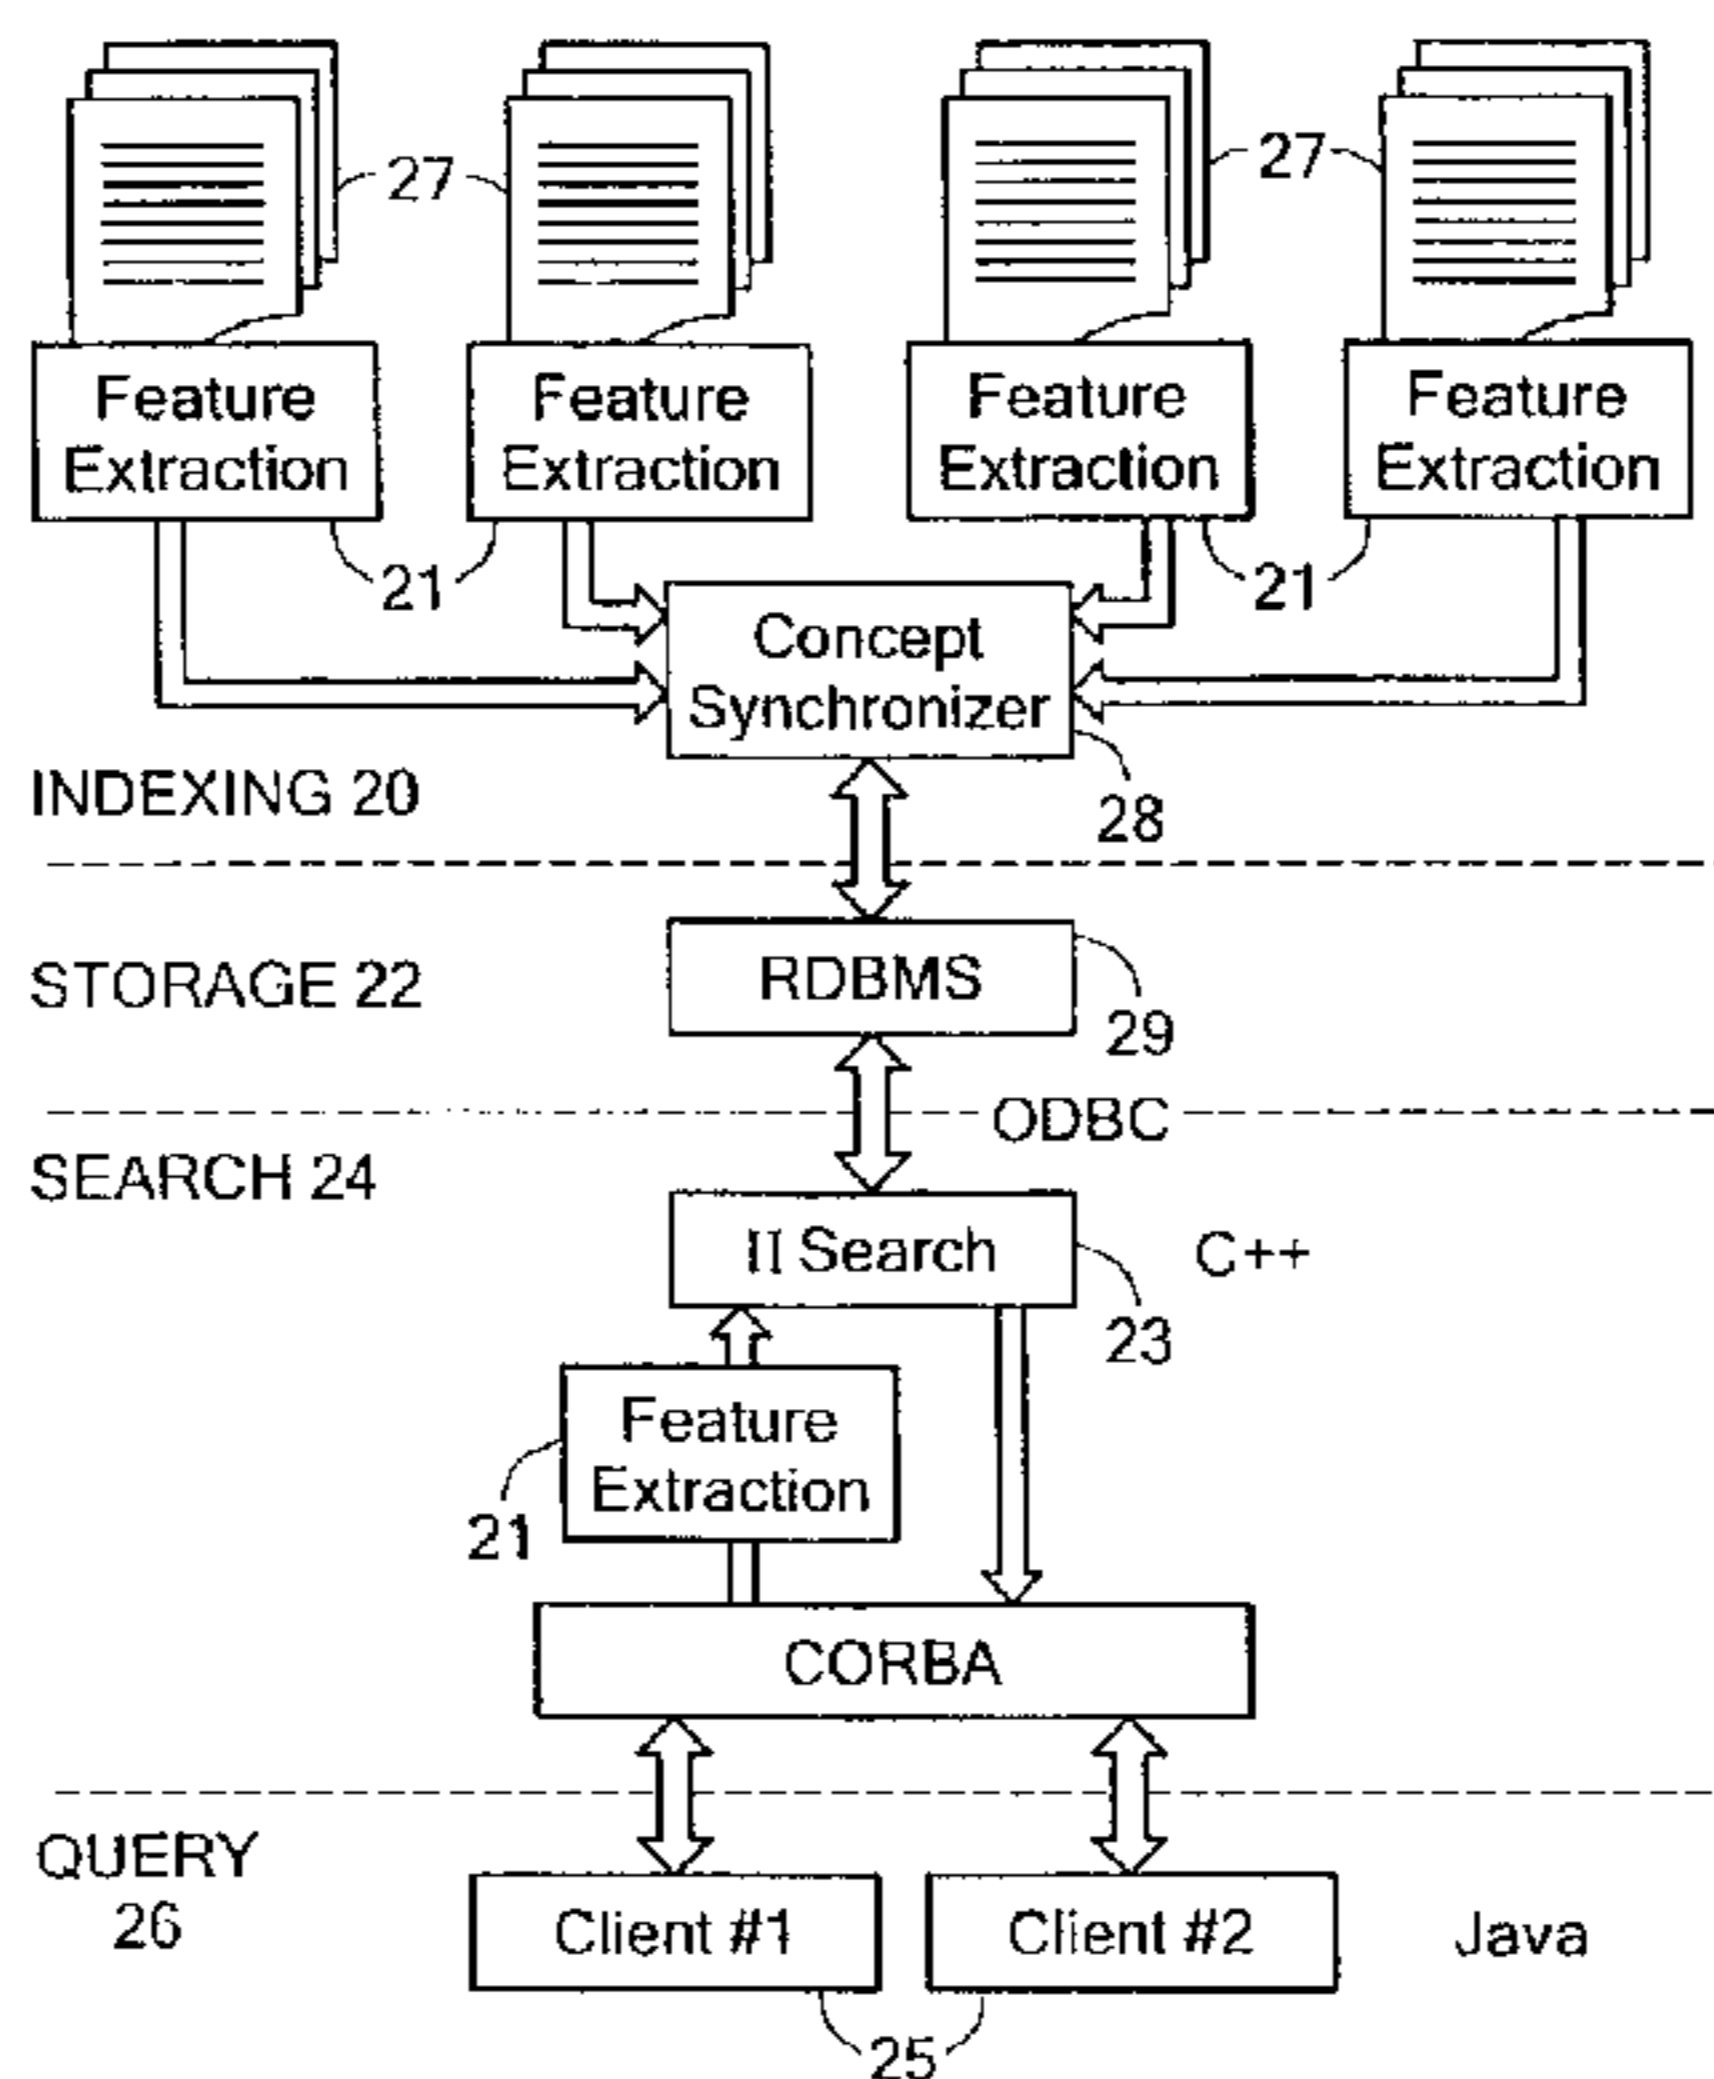 27
27
Feature
Extraction
Feature
Extraction
Feature
Extraction
Feature
Extraction
21
21
Concept
Synchronizer
INDEXING 20
28
STORAGE 22
RDBMS
29
ODBC
SEARCH 24
II Search
C++
23
Feature
Extraction
21
CORBA
QUERY
26
Client #1
Client #2
Java
25